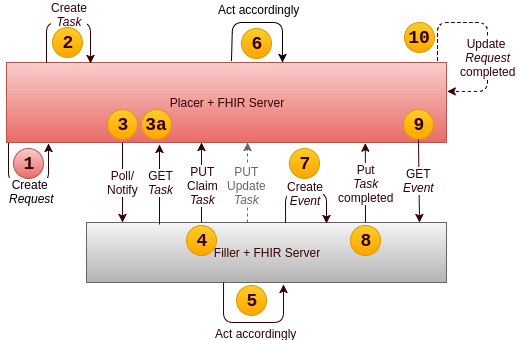 Create
Task
2
Act accordingly
6
10
Update
Request
completed
Placer + FHIR Server
3
3a
9
1
Create
Request
Poll/
Notify
GET
Task
PUT
Claim
Task
PUT
Update
Task
7
Create
Event
Put
Task
completed
GET
Event
4
8
Filler + FHIR Server
5
Act accordingly